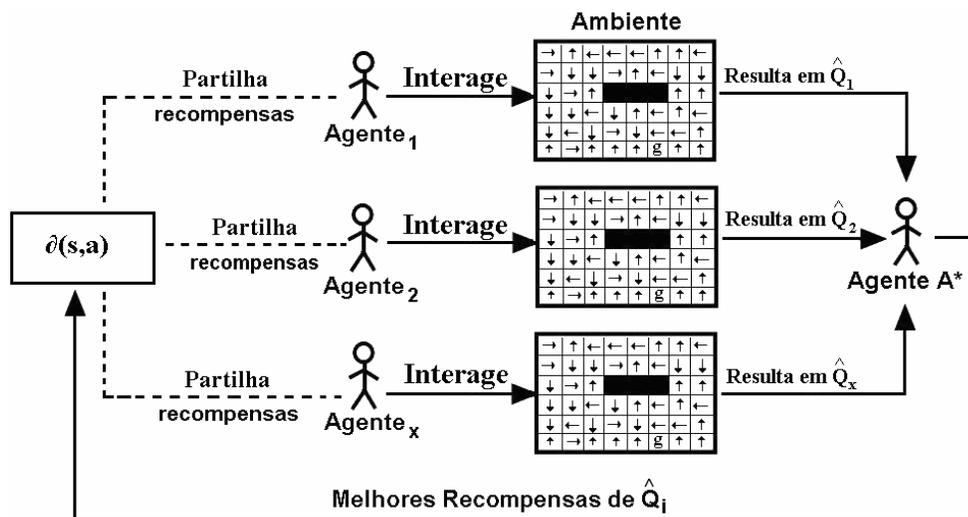 Ambiente
Partilha
recompensas
Agente1
Interage
→ ↑ ← ← ← ↑ ↑ ←
g
Resulta em Q̂1
∂(s,a)
Partilha
recompensas
Agente2
Interage
g
Resulta em Q̂2
Agente A*
Partilha
recompensas
Agentex
Interage
g
Resulta em Q̂x
Melhores Recompensas de Q̂i